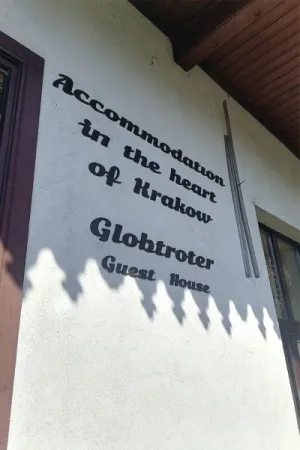 Accommodation
in the heart
of Krakow
Globtroter
Guest House